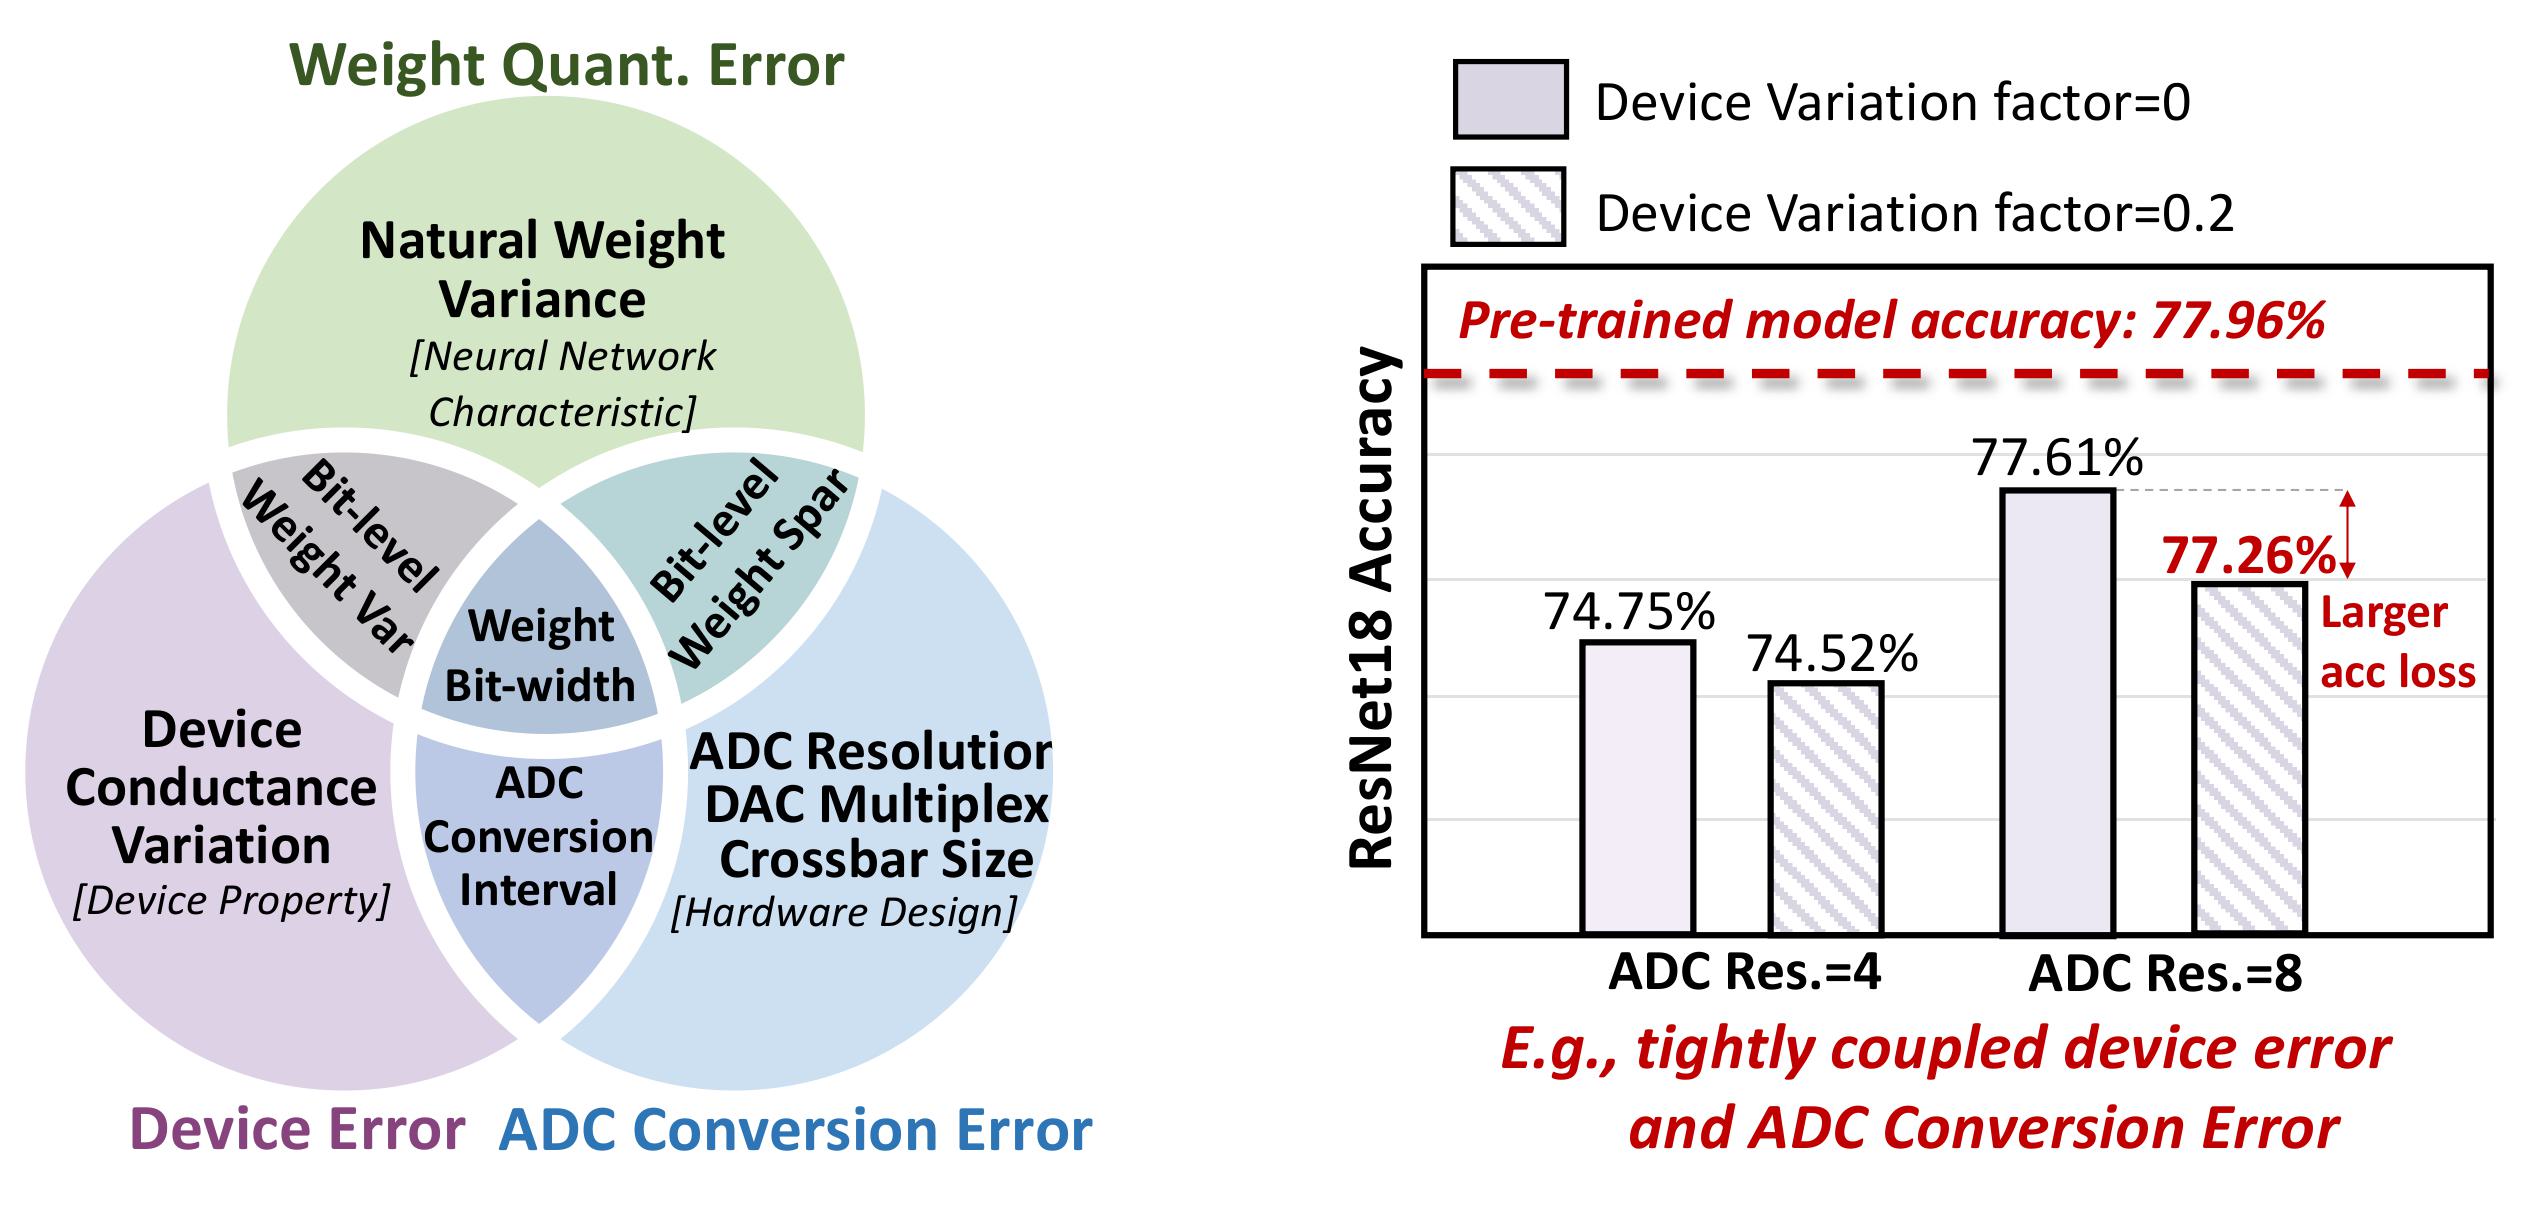 Weight Quant. Error
Natural Weight
Variance
[Neural Network
Characteristic]
Bit-level
Weight Var
Bit-level
Weight Spar
Weight
Bit-width
Device
Conductance
Variation
[Device Property]
ADC
Conversion
Interval
ADC Resolution
DAC Multiplex
Crossbar Size
[Hardware Design]
Device Error
ADC Conversion Error
Device Variation factor=0
Device Variation factor=0.2
ResNet18 Accuracy
Pre-trained model accuracy: 77.96%
74.75%
74.52%
77.61%
77.26%
Larger
acc loss
ADC Res.=4
ADC Res.=8
E.g., tightly coupled device error
and ADC Conversion Error